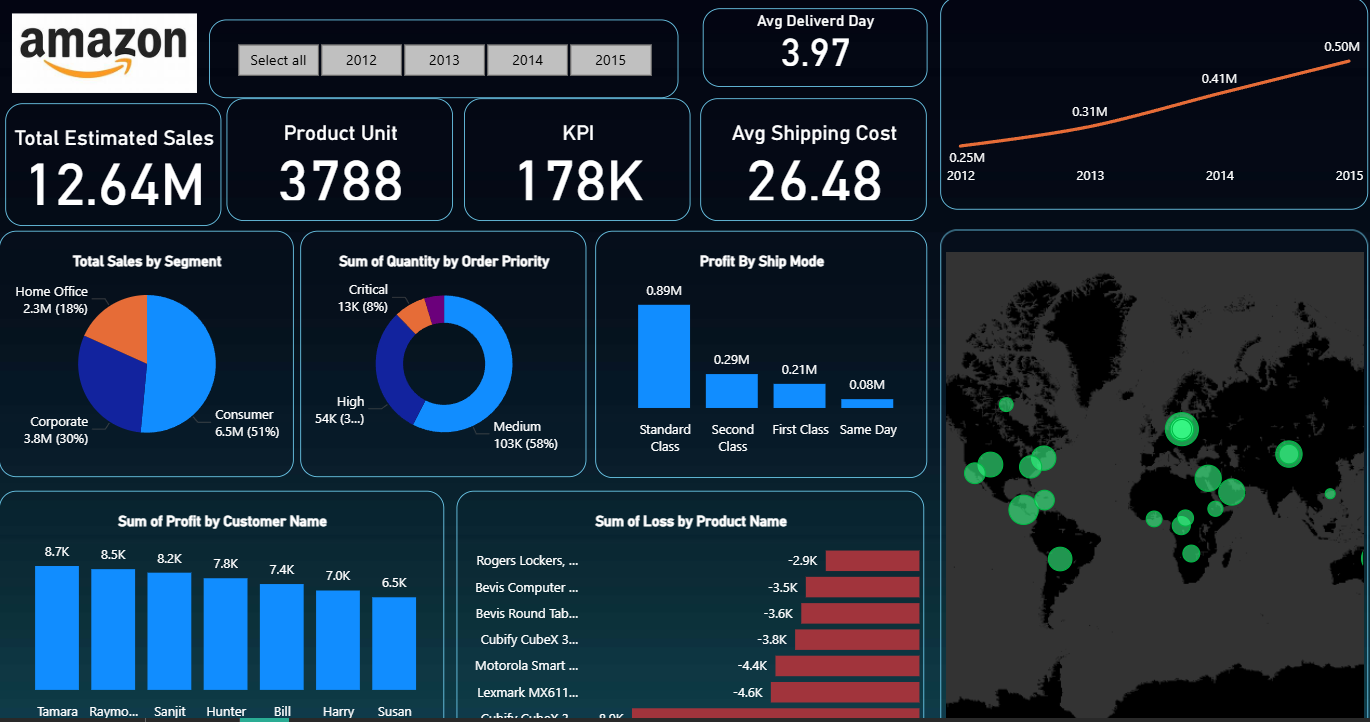 amazon
Select all
2012
2013
2014
2015
Avg Deliverd Day
3.97
0.50M
0.41M
0.31M
0.25M
2012
2013
2014
2015
Total Estimated Sales
12.64M
Product Unit
3788
KPI
178K
Avg Shipping Cost
26.48
Total Sales by Segment
Home Office
2.3M (18%)
Corporate
3.8M (30%)
Consumer
6.5M (51%)
Sum of Quantity by Order Priority
Critical
13K (8%)
High
54K (3...)
Medium
103K (58%)
Profit By Ship Mode
0.89M
0.29M
0.21M
0.08M
Standard
Class
Second
Class
First Class
Same Day
Sum of Profit by Customer Name
8.7K
8.5K
8.2K
7.8K
7.4K
7.0K
6.5K
Tamara
Raymo...
Sanjit
Hunter
Bill
Harry
Susan
Sum of Loss by Product Name
Rogers Lockers, ...
-2.9K
Bevis Computer ...
-3.5K
Bevis Round Tab...
-3.6K
Cubify CubeX 3...
-3.8K
Motorola Smart ...
-4.4K
Lexmark MX611...
-4.6K
Cubify CubeX 3...